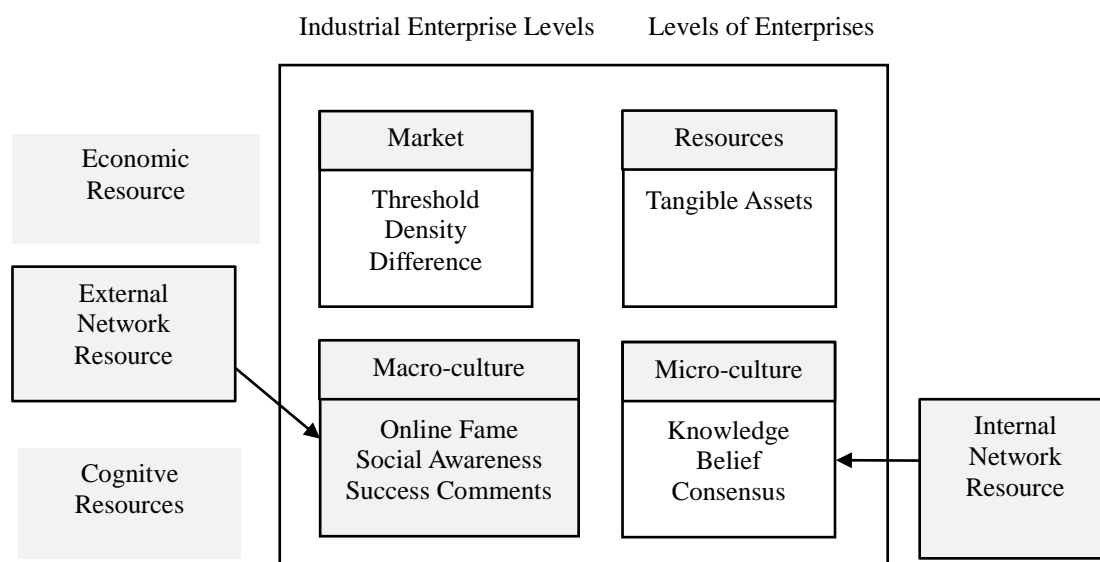 Industrial Enterprise Levels
Levels of Enterprises
Economic
Resource
Market
Threshold
Density
Difference
Resources
Tangible Assets
External
Network
Resource
Macro-culture
Online Fame
Social Awareness
Success Comments
Micro-culture
Knowledge
Belief
Consensus
Internal
Network
Resource
Cognitve
Resources